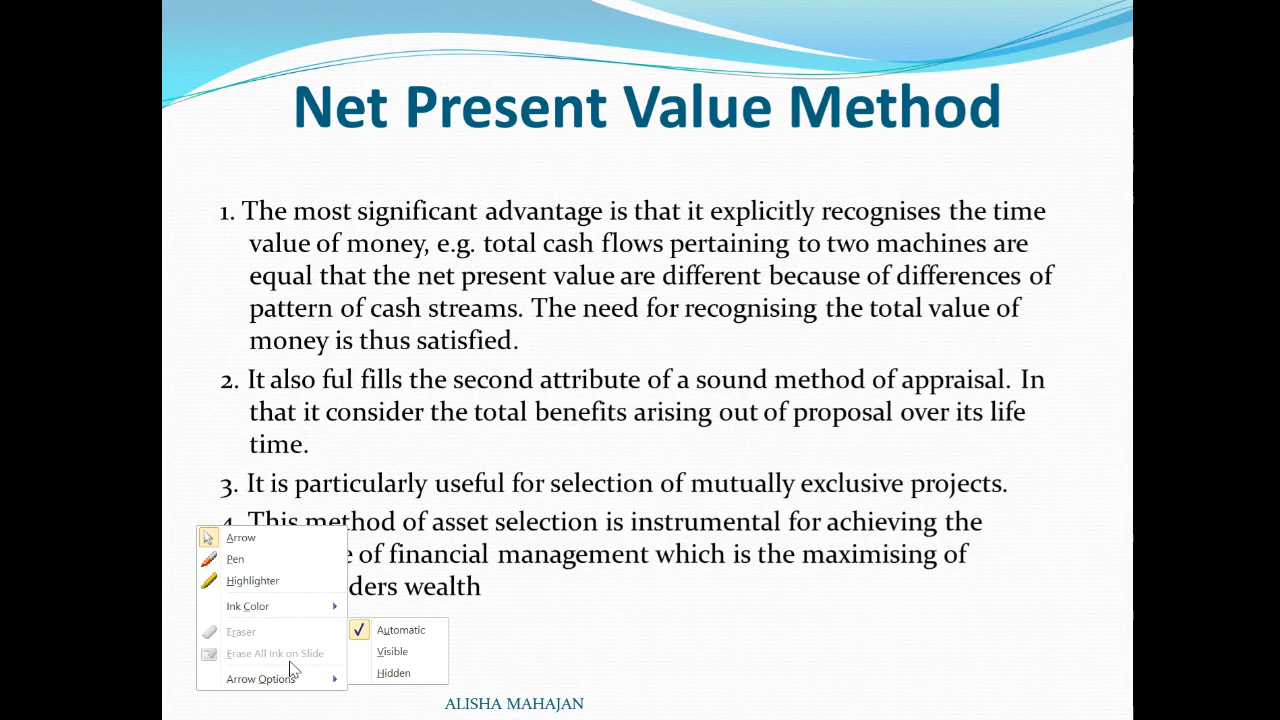 Net Present Value Method
1. The most significant advantage is that it explicitly recognises the time
value of money, e.g. total cash flows pertaining to two machines are
equal that the net present value are different because of differences of
pattern of cash streams. The need for recognising the total value of
money is thus satisfied.
2. It also ful fills the second attribute of a sound method of appraisal. In
that it consider the total benefits arising out of proposal over its life
time.
3. It is particularly useful for selection of mutually exclusive projects.
4. This method of asset selection is instrumental for achieving the
of financial management which is the maximising of
wealth
Arrow
Pen
Highlighter
Ink Color
Eraser
Erase All Ink on Slide
Arrow Options
Automatic
Visible
Hidden
ALISHA MAHAJAN